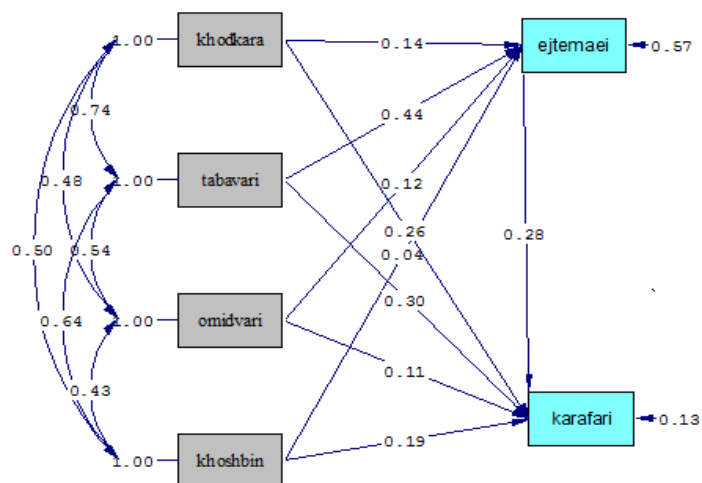 1.00 khodkara 0.14 ejtemaei 0.57
0.74 0.44
1.00 tabavari
0.48 0.12
0.26
0.50 0.54 0.04 0.28
0.30
0.64 1.00 omidvari
0.11
0.43
0.19 karafari 0.13
1.00 khoshbin